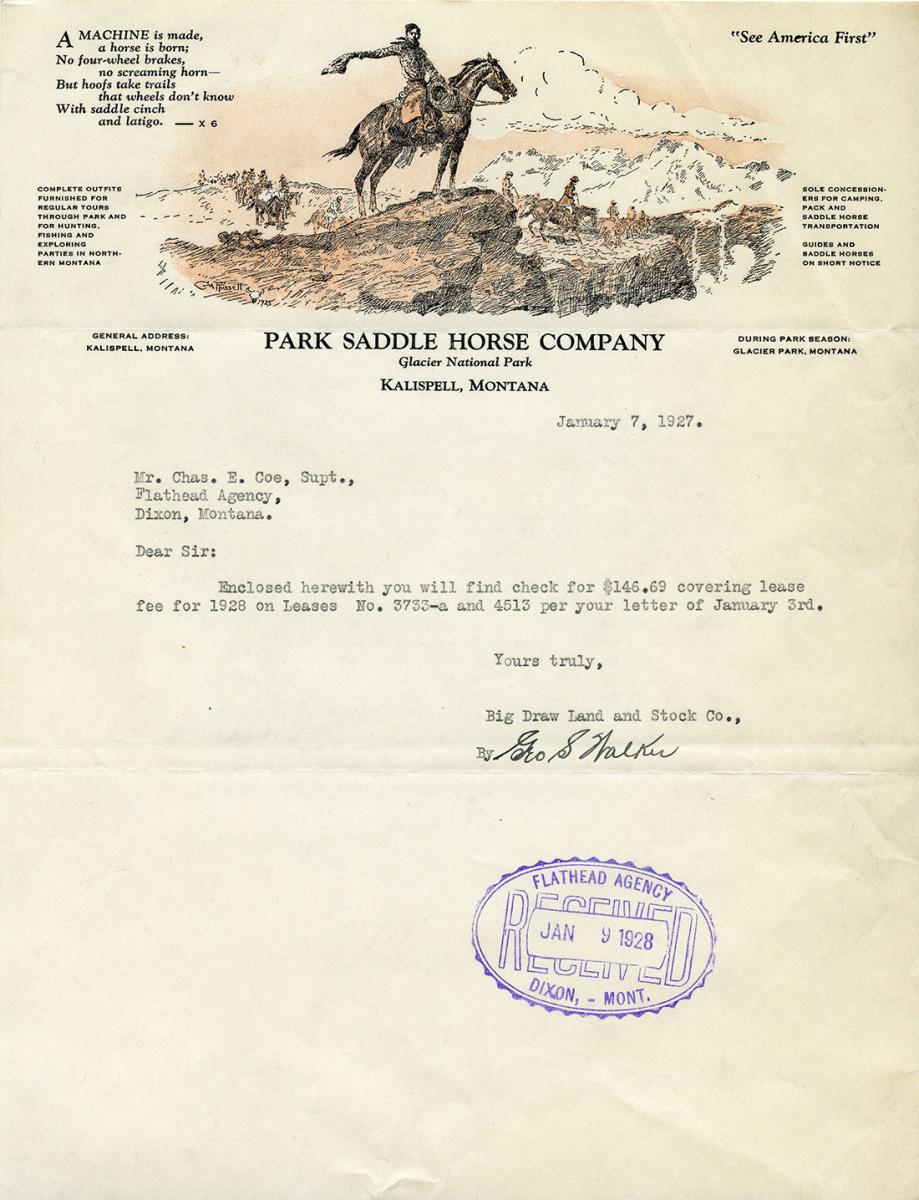 A MACHINE is made,
a horse is born;
No four-wheel brakes,
no screaming horn—
But hoofs take trails
that wheels don't know
With saddle cinch
and latigo. — X 6
"See America First"
COMPLETE OUTFITS
FURNISHED FOR
REGULAR TOURS
THROUGH PARK AND
FOR HUNTING,
FISHING AND
EXPLORING
PARTIES IN NORTH-
ERN MONTANA
SOLE CONCESSION-
ERS FOR CAMPING,
PACK AND
SADDLE HORSE
TRANSPORTATION
GUIDES AND
SADDLE HORSES
ON SHORT NOTICE
CM Russell
1925
GENERAL ADDRESS:
KALISPELL, MONTANA
PARK SADDLE HORSE COMPANY
Glacier National Park
KALISPELL, MONTANA
DURING PARK SEASON:
GLACIER PARK, MONTANA
January 7, 1927.
Mr. Chas. E. Coe, Supt.,
Flathead Agency,
Dixon, Montana.
Dear Sir:
Enclosed herewith you will find check for $146.69 covering lease
fee for 1928 on Leases No. 3733-a and 4513 per your letter of January 3rd.
Yours truly,
Big Draw Land and Stock Co.,
By Geo S Walker
FLATHEAD AGENCY
RECEIVED
JAN 9 1928
DIXON, - MONT.